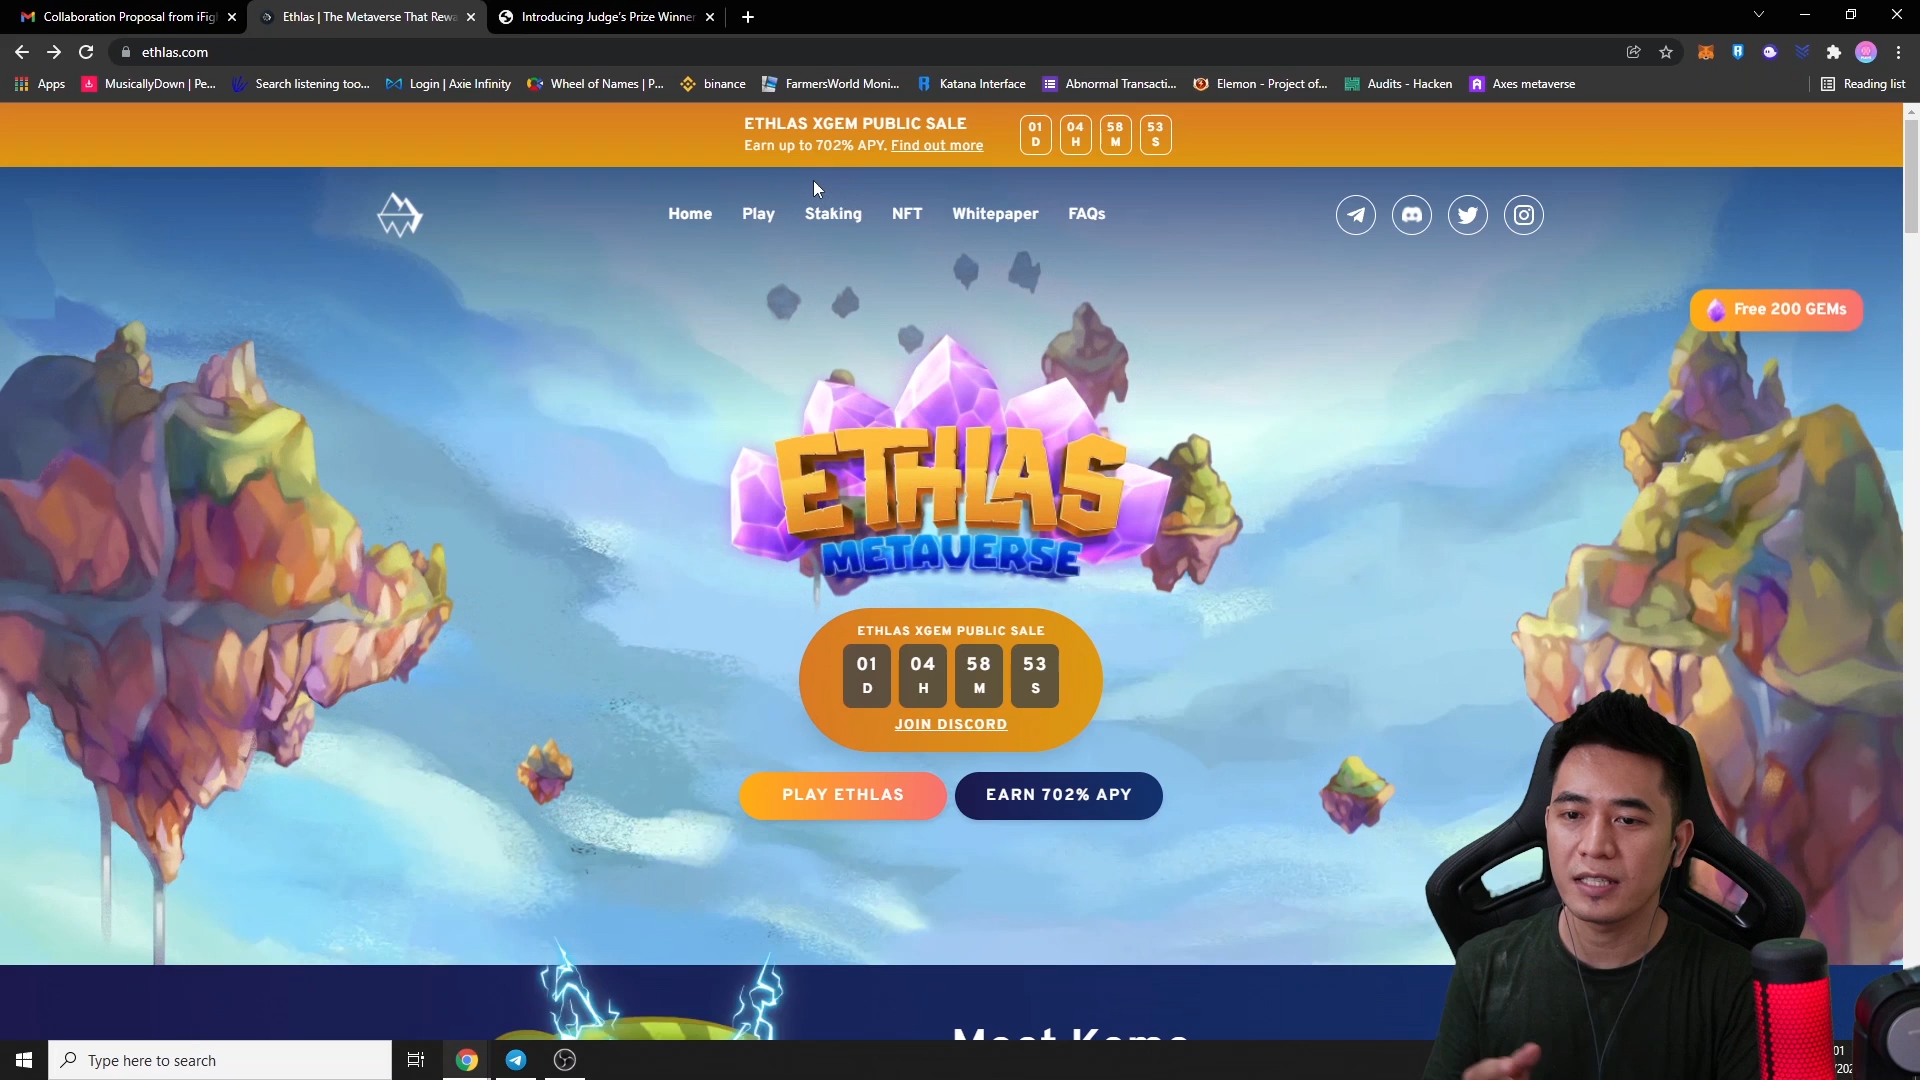 Collaboration Proposal from iFig
Ethlas | The Metaverse That Rewa
Introducing Judge's Prize Winner
ethlas.com
Apps
MusicallyDown | Pe...
Search listening too...
Login | Axie Infinity
Wheel of Names | P...
binance
FarmersWorld Moni...
Katana Interface
Abnormal Transacti...
Elemon - Project of...
Audits - Hacken
Axes metaverse
Reading list
ETHLAS XGEM PUBLIC SALE
Earn up to 702% APY. Find out more
01 04 58 53
D H M S
Home Play Staking NFT Whitepaper FAQs
Free 200 GEMs
ETHLAS
METAVERSE
ETHLAS XGEM PUBLIC SALE
01 04 58 53
D H M S
JOIN DISCORD
PLAY ETHLAS
EARN 702% APY
Type here to search